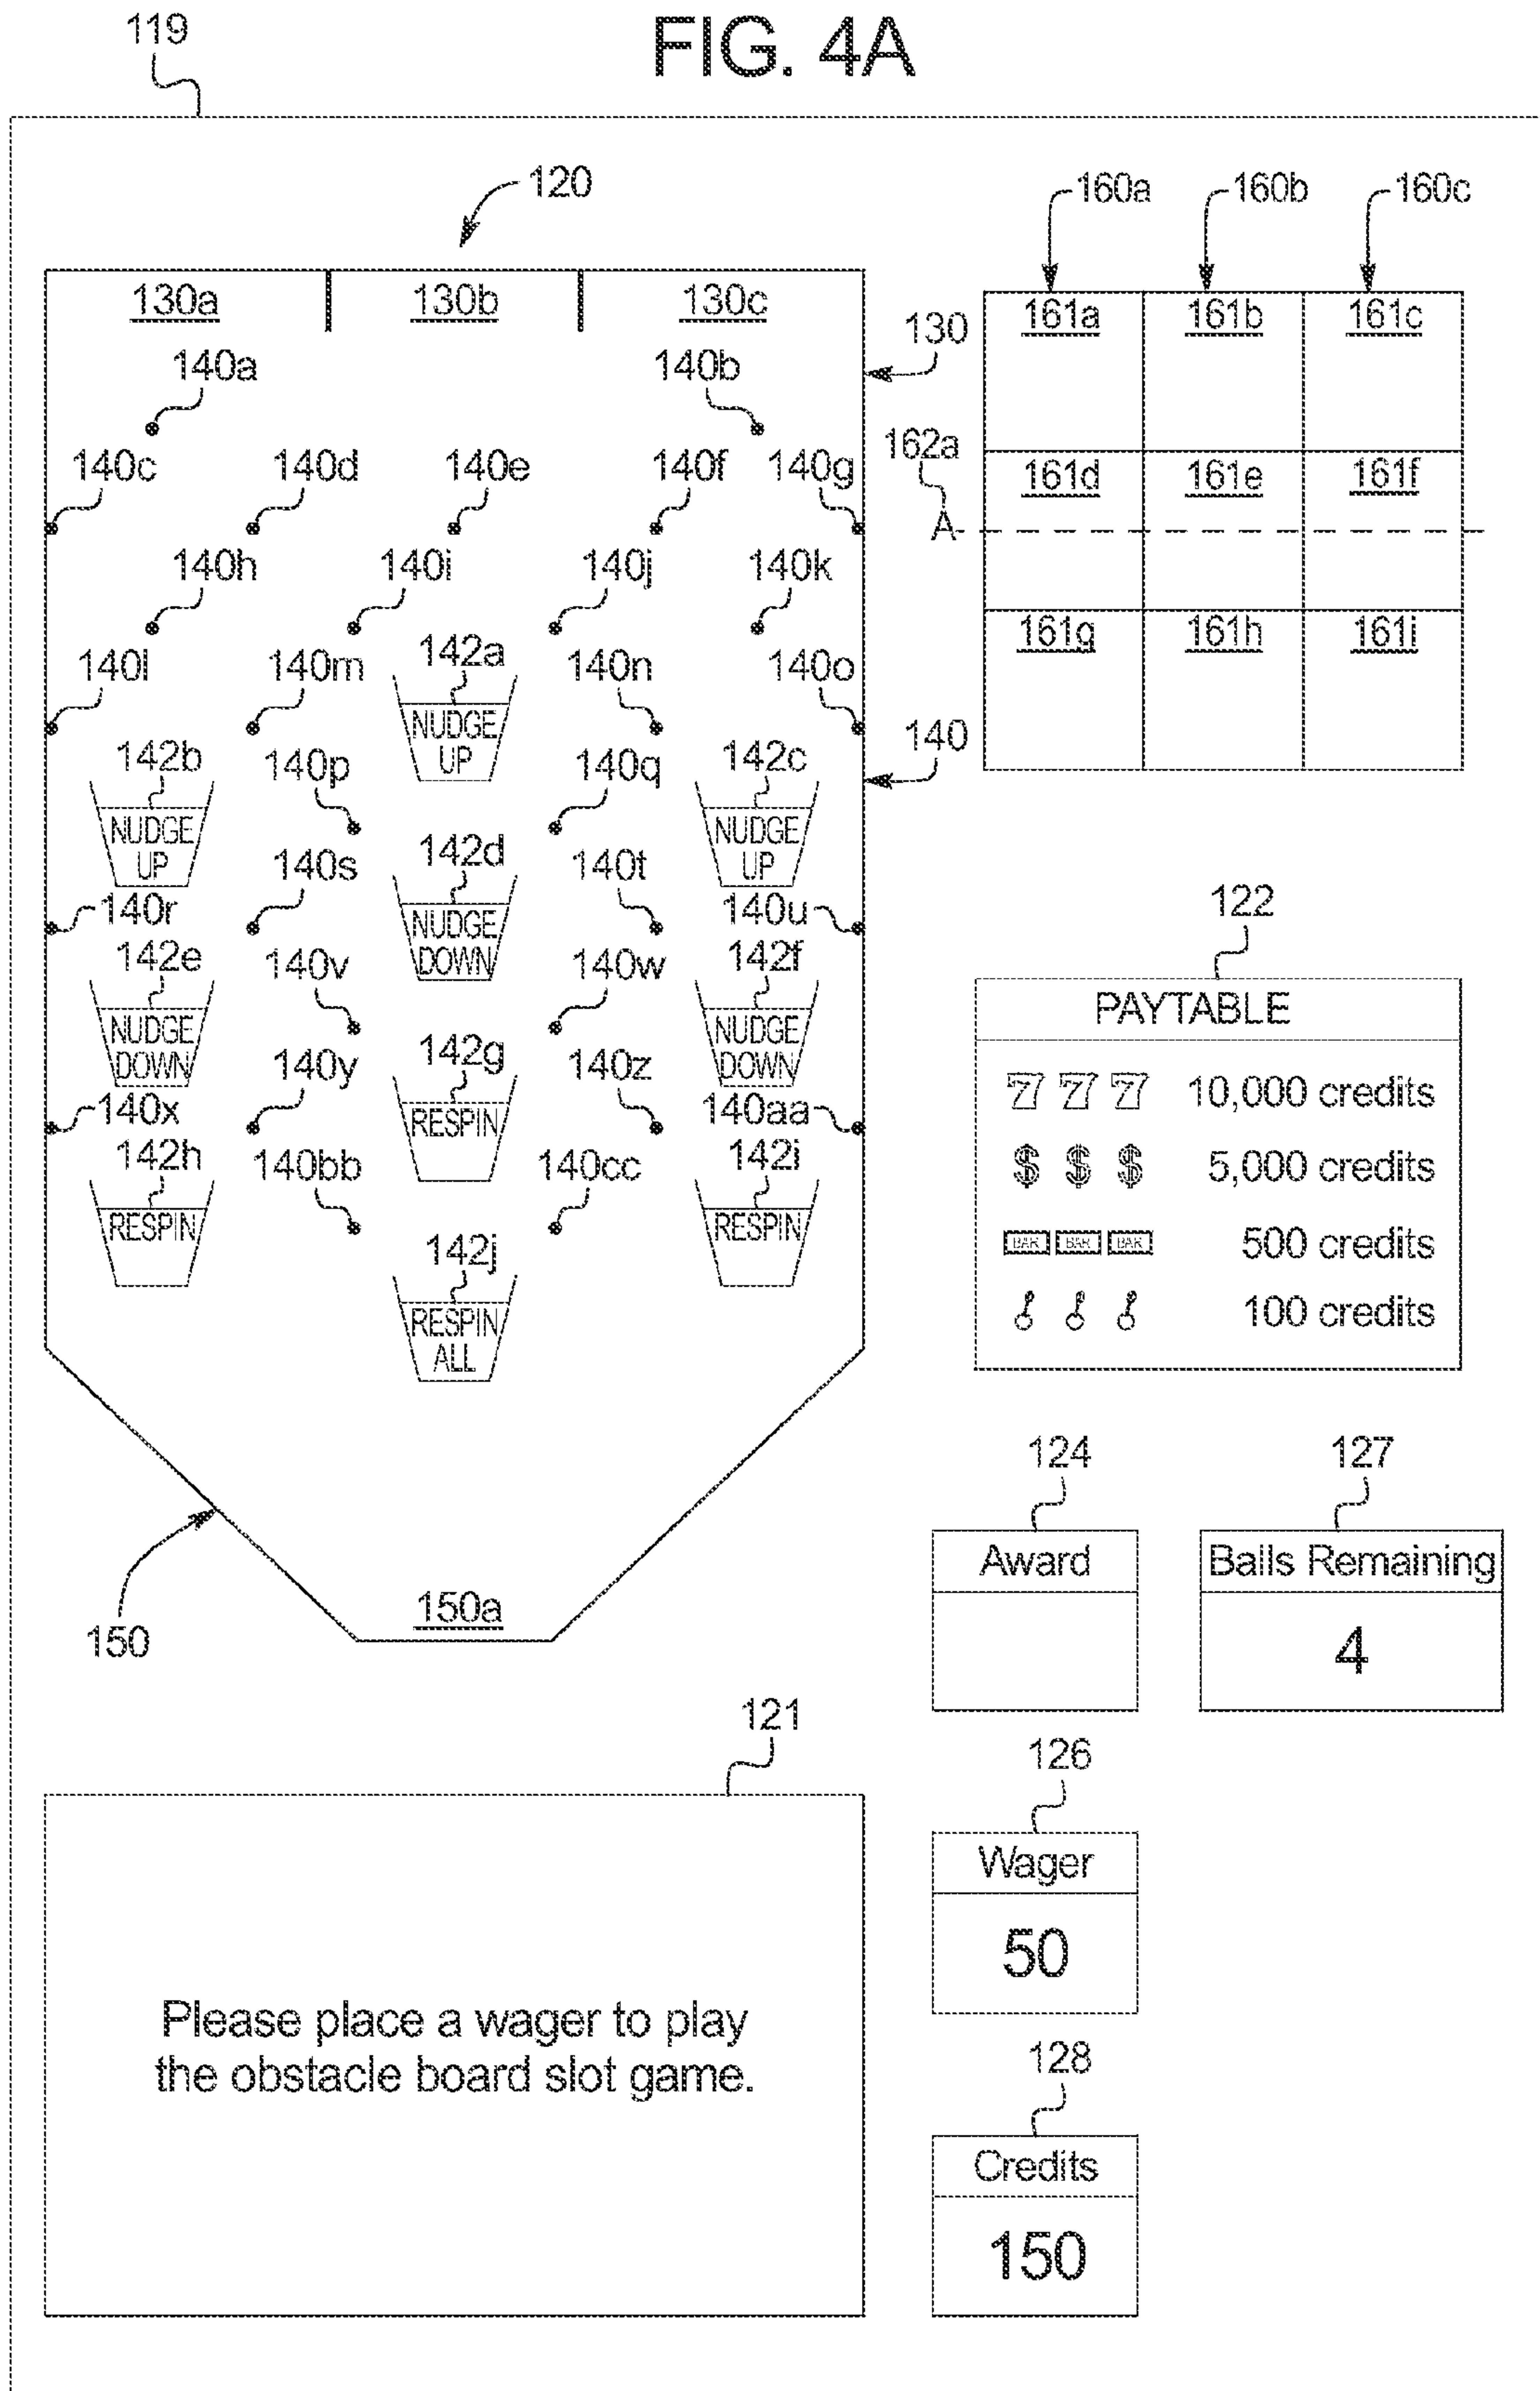 FIG. 4A
119
120
160a 160b 160c
130a 130b 130c
161a 161b 161c
130
140a 140b
162a
140c 140d 140e 140f 140g
161d 161e 161f
A
140h 140i 140j 140k
161g 161h 161i
140l 140m 142a 140n 140o
NUDGE
UP
140
142b 140p 140q 142c
NUDGE
UP
NUDGE
UP
140s 142d 140t
140r 140u
NUDGE
DOWN
122
142e 140v 140w 142f
NUDGE
DOWN
NUDGE
DOWN
PAYTABLE
140y 142g 140z
7 7 7 10,000 credits
140x 140aa
RESPIN
142h 140bb 140cc 142i
$ $ $ 5,000 credits
RESPIN RESPIN
142j
BAR BAR BAR 500 credits
RESPIN
ALL
100 credits
124 127
Award Balls Remaining
150a
150
4
121
126
Wager
50
Please place a wager to play
the obstacle board slot game.
128
Credits
150